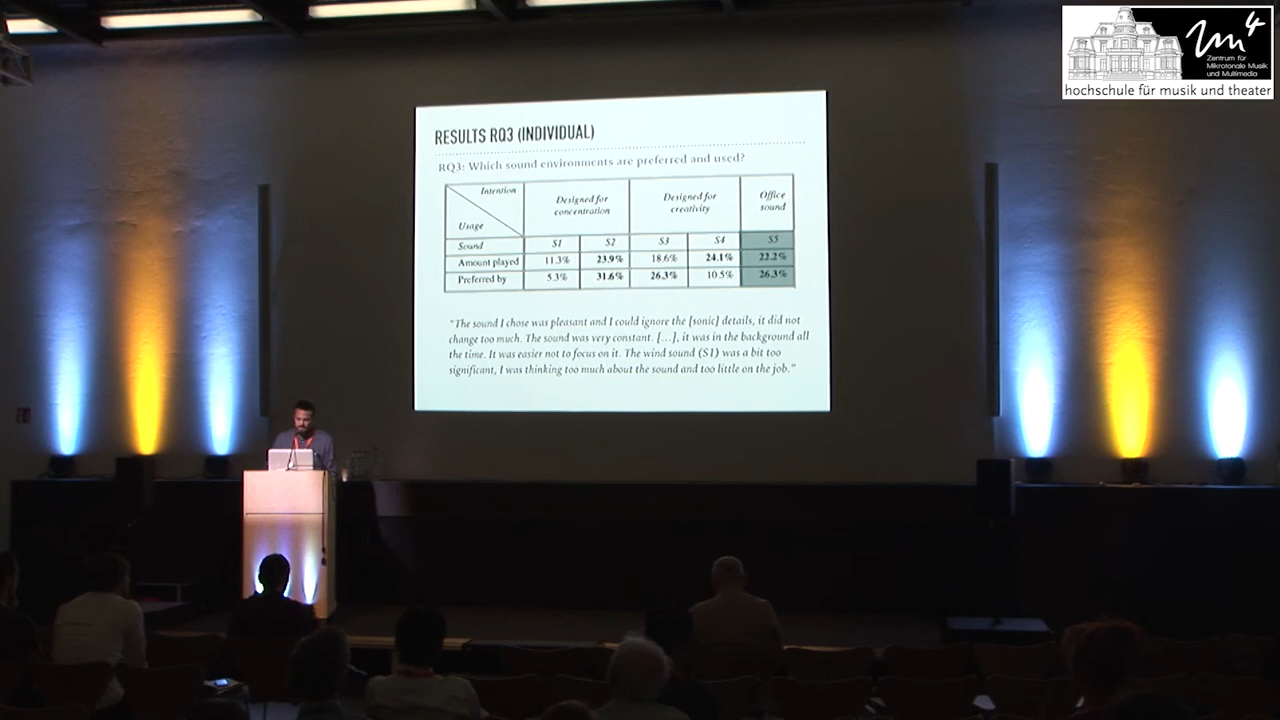 m4
Zentrum für
Mikrotonale Musik
und Multimedia
hochschule für musik und theater
RESULTS RQ3 (INDIVIDUAL)
RQ3: Which sound environments are preferred and used?
Intention
Usage
Designed for
concentration
Designed for
creativity
Office
sound
Sound S1 S2 S3 S4 S5
Amount played 11.3% 23.9% 18.6% 24.1% 22.2%
Preferred by 5.3% 31.6% 26.3% 10.5% 26.3%
"The sound I chose was pleasant and I could ignore the [sonic] details, it did not
change too much. The sound was very constant. [...], it was in the background all
the time. It was easier not to focus on it. The wind sound (S1) was a bit too
significant, I was thinking too much about the sound and too little on the job."